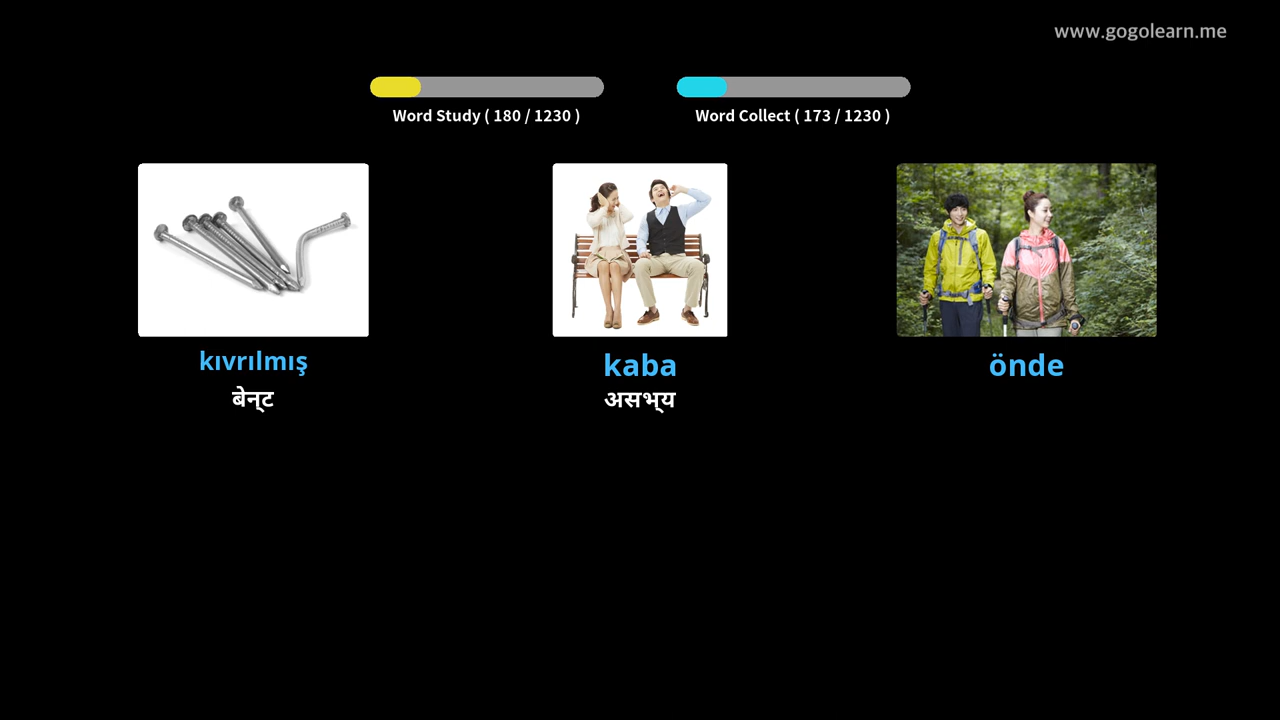 www.gogolearn.me
Word Study ( 180 / 1230 )
Word Collect ( 173 / 1230 )
kıvrılmış
kaba
önde
बेन्ट
असभ्य